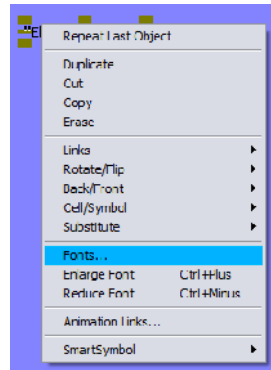 "El
Repeat Last Object
Duplicate
Cut
Copy
Erase
Links
Rotate/Flip
Back/Front
Cell/Symbol
Substitute
Fonts...
Enlarge Font Ctrl+Plus
Reduce Font Ctrl+Minus
Animation Links...
SmartSymbol